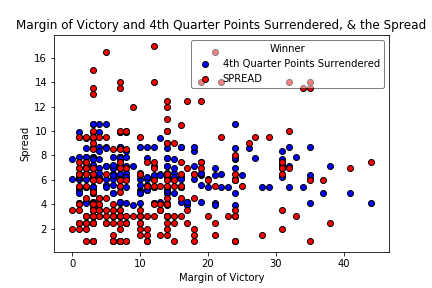 Margin of Victory and 4th Quarter Points Surrendered, & the Spread
Winner
4th Quarter Points Surrendered
SPREAD
Spread
16
14
12
10
8
6
4
2
0 10 20 30 40
Margin of Victory